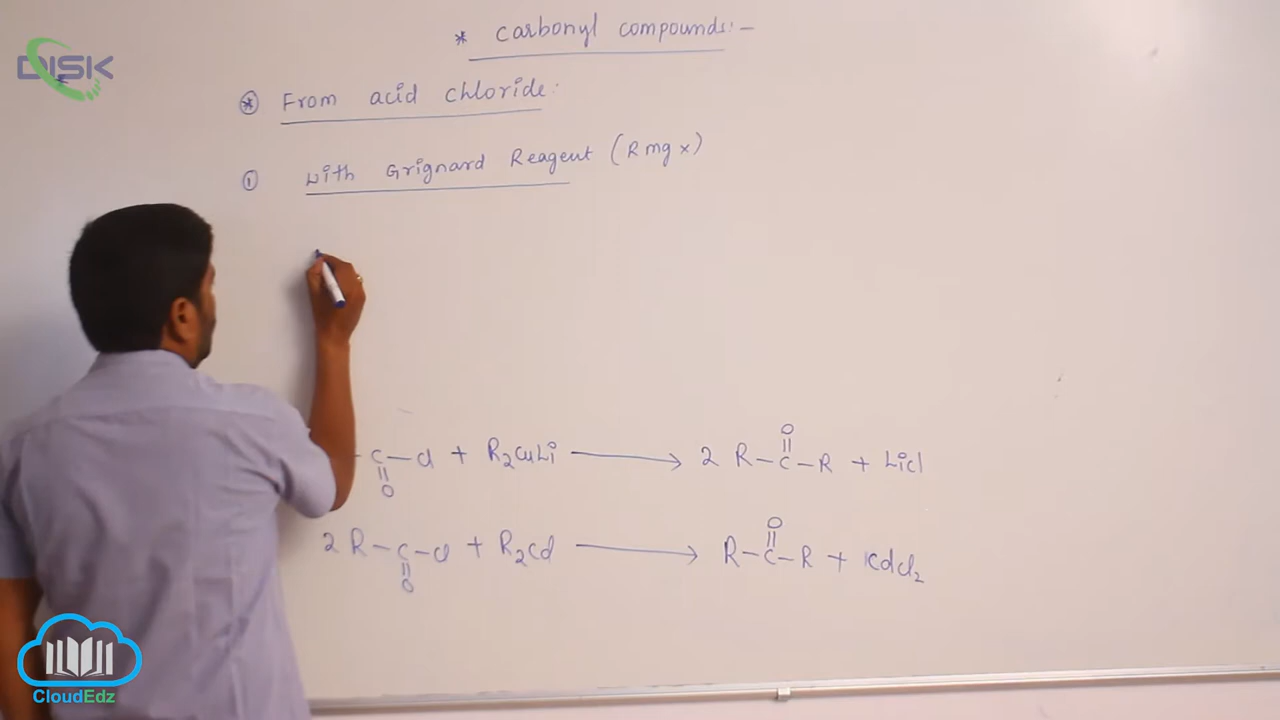 DISK
* Carbonyl compounds:-
* From acid chloride:
① with Grignard Reagent (Rmgx)
O
-C-Cl + R₂CuLi → 2 R-C-R + Licl
O
O
2 R-C-Cl + R₂Cd → R-C-R + Cdcl₂
O
CloudEdz